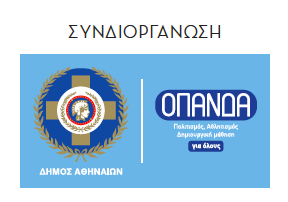 ΣΥΝΔΙΟΡΓΑΝΩΣΗ
ΟΠΑΝΔΑ
Πολιτισμός, Αθλητισμός
Δημιουργική μάθηση
για όλους
ΔΗΜΟΣ ΑΘΗΝΑΙΩΝ